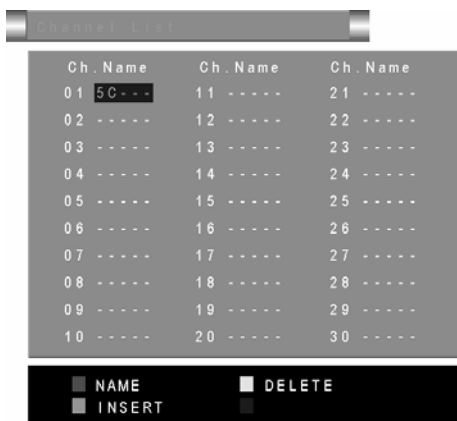 Channel List
Ch.Name Ch.Name Ch.Name
01 5C--- 11 ----- 21 -----
02 ----- 12 ----- 22 -----
03 ----- 13 ----- 23 -----
04 ----- 14 ----- 24 -----
05 ----- 15 ----- 25 -----
06 ----- 16 ----- 26 -----
07 ----- 17 ----- 27 -----
08 ----- 18 ----- 28 -----
09 ----- 19 ----- 29 -----
10 ----- 20 ----- 30 -----
NAME DELETE
INSERT